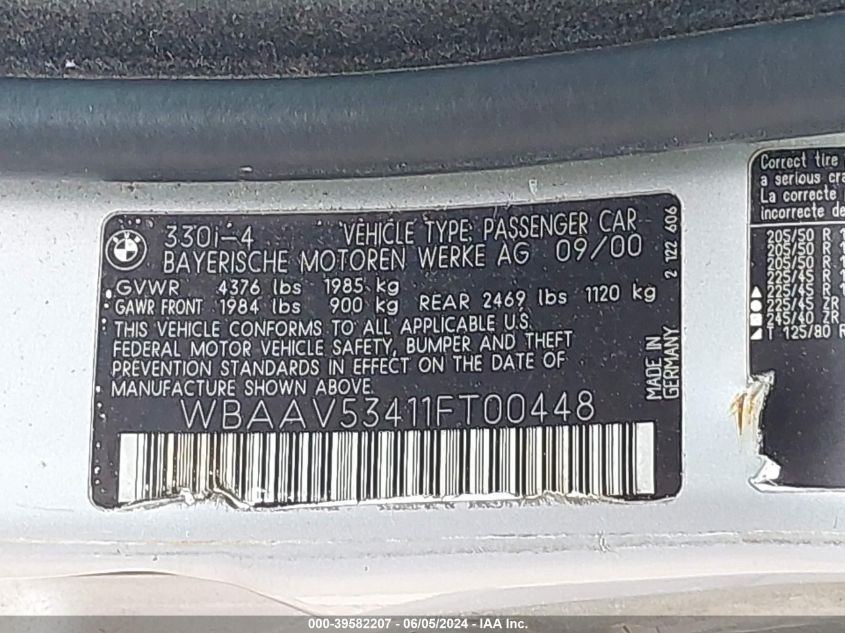 BMW
330i-4 VEHICLE TYPE: PASSENGER CAR
BAYERISCHE MOTOREN WERKE AG 09/00
GVWR 4376 lbs 1985 kg
GAWR FRONT 1984 lbs 900 kg REAR 2469 lbs 1120 kg
THIS VEHICLE CONFORMS TO ALL APPLICABLE U.S.
FEDERAL MOTOR VEHICLE SAFETY, BUMPER AND THEFT
PREVENTION STANDARDS IN EFFECT ON THE DATE OF
MANUFACTURE SHOWN ABOVE
WBAAV53411FT00448
2 122 606
MADE IN
GERMANY
Correct tire
a serious
La correcte
incorrecte
205/50 R
205/50 R
205/50 R
225/45 R
225/45 R
225/45 ZR
245/40 ZR
T 125/80 R
000-39582207 - 06/05/2024 - IAA Inc.